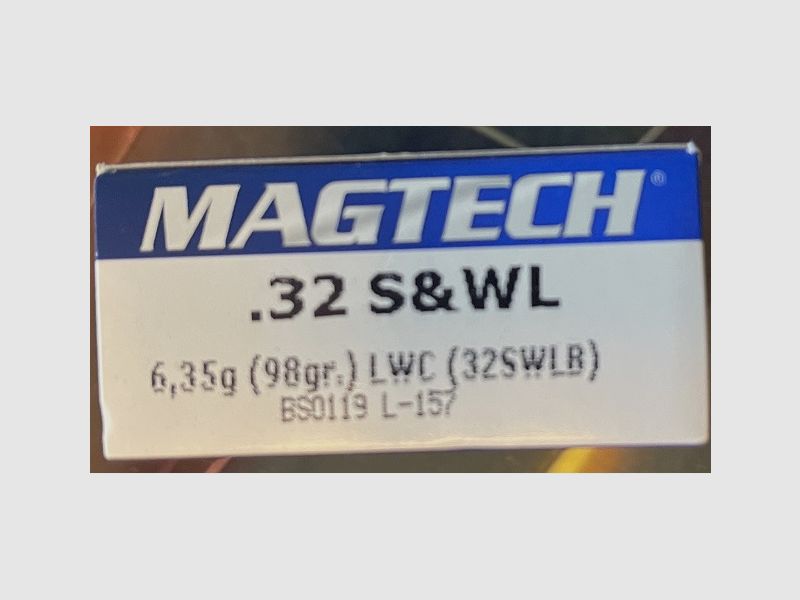 MAGTECH®
.32 S&WL
6,35g (98gr.) LWC (32SWLB)
BS0119 L-157